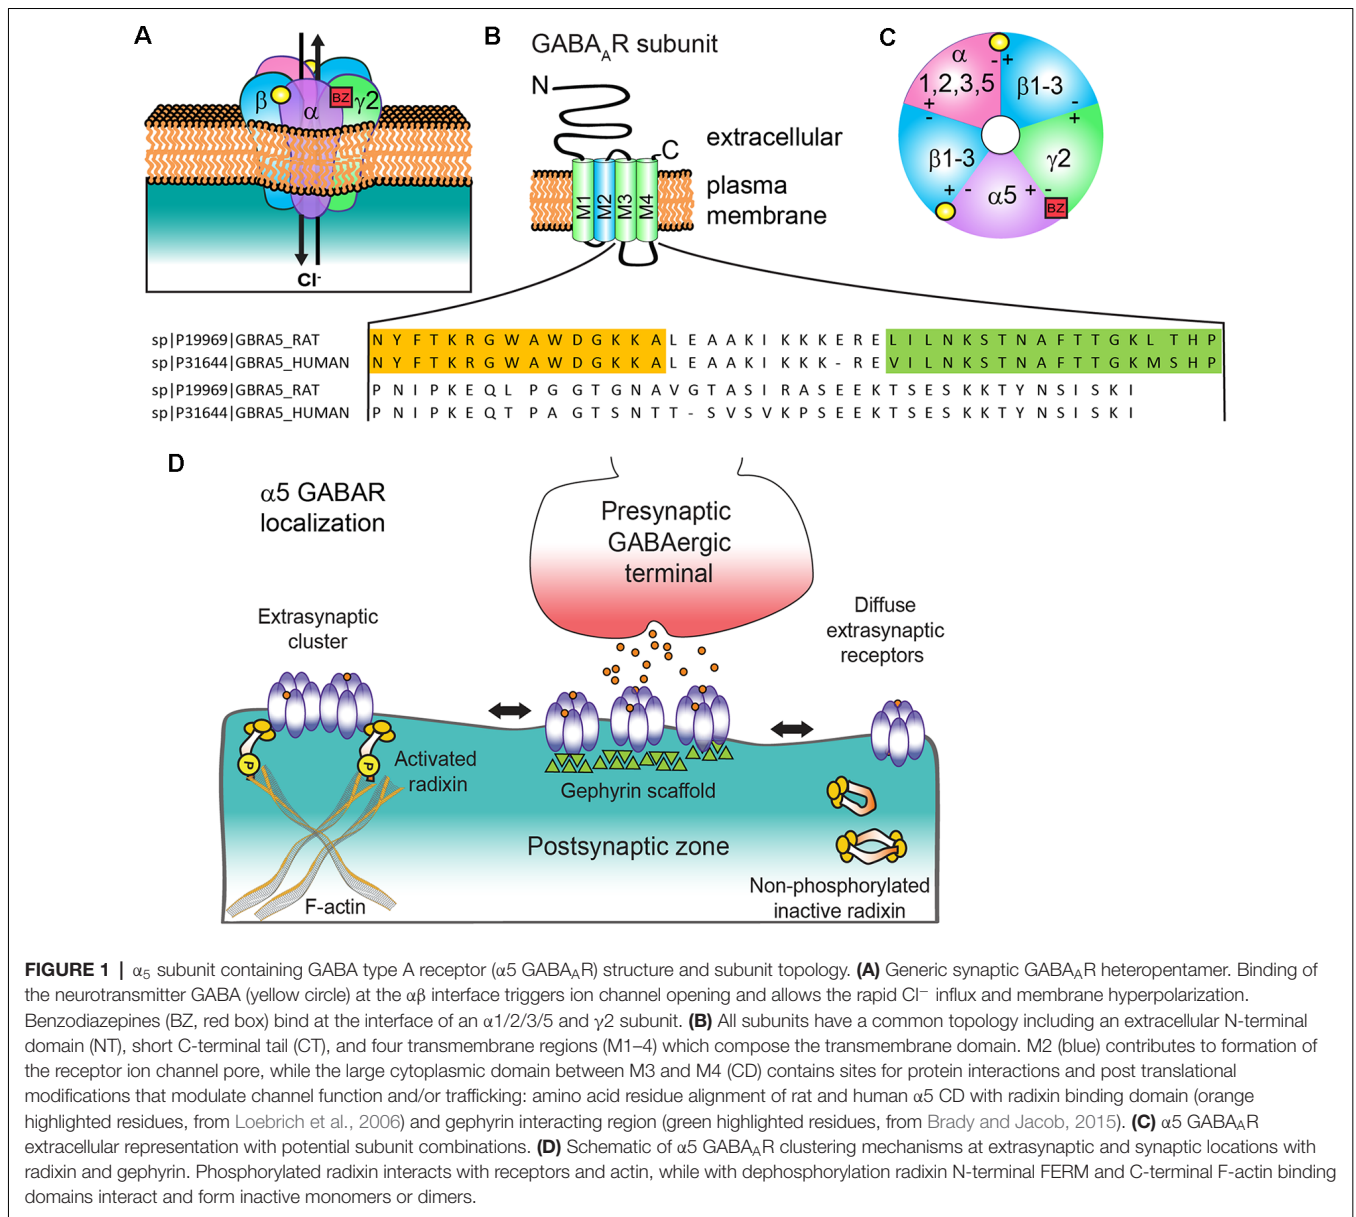 A
β
α
BZ
γ2
Cl⁻
B
GABA_AR subunit
N
C
extracellular
plasma
membrane
M1
M2
M3
M4
C
α
1,2,3,5
- +
β1-3
+
-
-
+
β1-3
γ2
+ -
α5
+ -
BZ
sp|P19969|GBRA5_RAT N Y F T K R G W A W D G K K A L E A A K I K K K E R E L I L N K S T N A F T T G K L T H P
sp|P31644|GBRA5_HUMAN N Y F T K R G W A W D G K K A L E A A K I K K K - R E V I L N K S T N A F T T G K M S H P
sp|P19969|GBRA5_RAT P N I P K E Q L P G G T G N A V G T A S I R A S E E K T S E S K K T Y N S I S K I
sp|P31644|GBRA5_HUMAN P N I P K E Q T P A G T S N T T - S V S V K P S E E K T S E S K K T Y N S I S K I
D
α5 GABAR
localization
Presynaptic
GABAergic
terminal
Extrasynaptic
cluster
Diffuse
extrasynaptic
receptors
P
P
Activated
radixin
Gephyrin scaffold
Postsynaptic zone
F-actin
Non-phosphorylated
inactive radixin
FIGURE 1 | α₅ subunit containing GABA type A receptor (α5 GABA_AR) structure and subunit topology. (A) Generic synaptic GABA_AR heteropentamer. Binding of
the neurotransmitter GABA (yellow circle) at the αβ interface triggers ion channel opening and allows the rapid Cl⁻ influx and membrane hyperpolarization.
Benzodiazepines (BZ, red box) bind at the interface of an α1/2/3/5 and γ2 subunit. (B) All subunits have a common topology including an extracellular N-terminal
domain (NT), short C-terminal tail (CT), and four transmembrane regions (M1–4) which compose the transmembrane domain. M2 (blue) contributes to formation of
the receptor ion channel pore, while the large cytoplasmic domain between M3 and M4 (CD) contains sites for protein interactions and post translational
modifications that modulate channel function and/or trafficking: amino acid residue alignment of rat and human α5 CD with radixin binding domain (orange
highlighted residues, from Loebrich et al., 2006) and gephyrin interacting region (green highlighted residues, from Brady and Jacob, 2015). (C) α5 GABA_AR
extracellular representation with potential subunit combinations. (D) Schematic of α5 GABA_AR clustering mechanisms at extrasynaptic and synaptic locations with
radixin and gephyrin. Phosphorylated radixin interacts with receptors and actin, while with dephosphorylation radixin N-terminal FERM and C-terminal F-actin binding
domains interact and form inactive monomers or dimers.